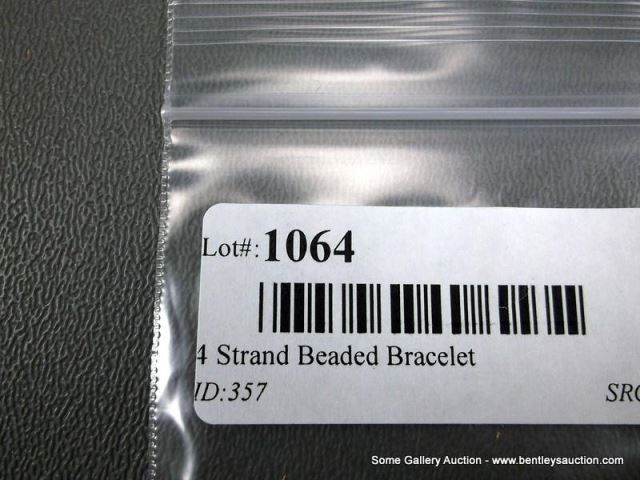 Lot#: 1064
4 Strand Beaded Bracelet
ID:357 SRC
Some Gallery Auction - www.bentleysauction.com